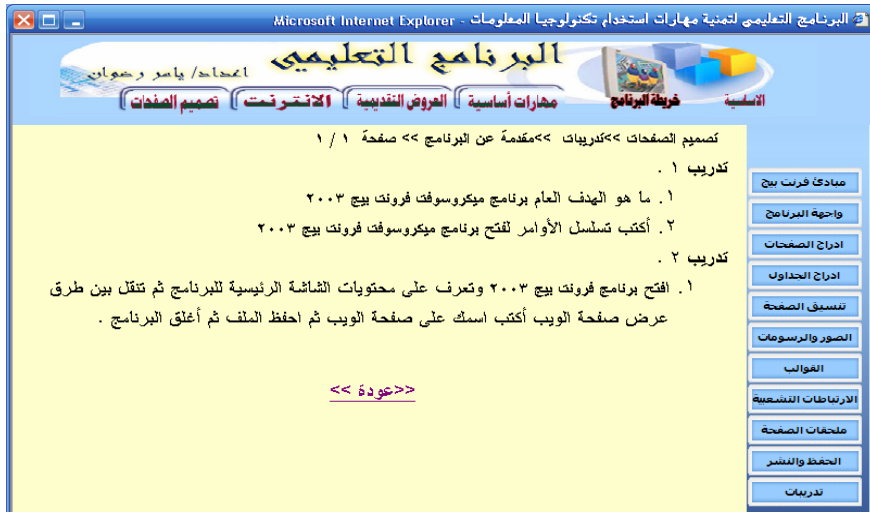 البرنامج التعليمي لتمنية مهارات استخدام تكنولوجيا المعلومات - Microsoft Internet Explorer
البرنامج التعليمى
اعداد/ ياسر رضوان
الاساسية
خريطة البرنامج
مهارات أساسية
العروض التقديمية
الانترنت
تصميم الصفحات
تصميم الصفحات >>تدريبات >>مقدمة عن البرنامج >> صفحة ١ / ١
تدريب ١ .
١. ما هو الهدف العام برنامج ميكروسوفت فرونت بيج ٢٠٠٣
٢. أكتب تسلسل الأوامر لفتح برنامج ميكروسوفت فرونت بيج ٢٠٠٣
تدريب ٢ .
١. افتح برنامج فرونت بيج ٢٠٠٣ وتعرف على محتويات الشاشة الرئيسية للبرنامج ثم تنقل بين طرق
عرض صفحة الويب أكتب اسمك على صفحة الويب ثم احفظ الملف ثم أغلق البرنامج .
<<عودة >>
مبادئ فرنت بيج
واجهة البرنامج
ادراج الصفحات
ادراج الجداول
تنسيق الصفحة
الصور والرسومات
القوالب
الارتباطات التشعبية
ملحقات الصفحة
الحفظ والنشر
تدريبات